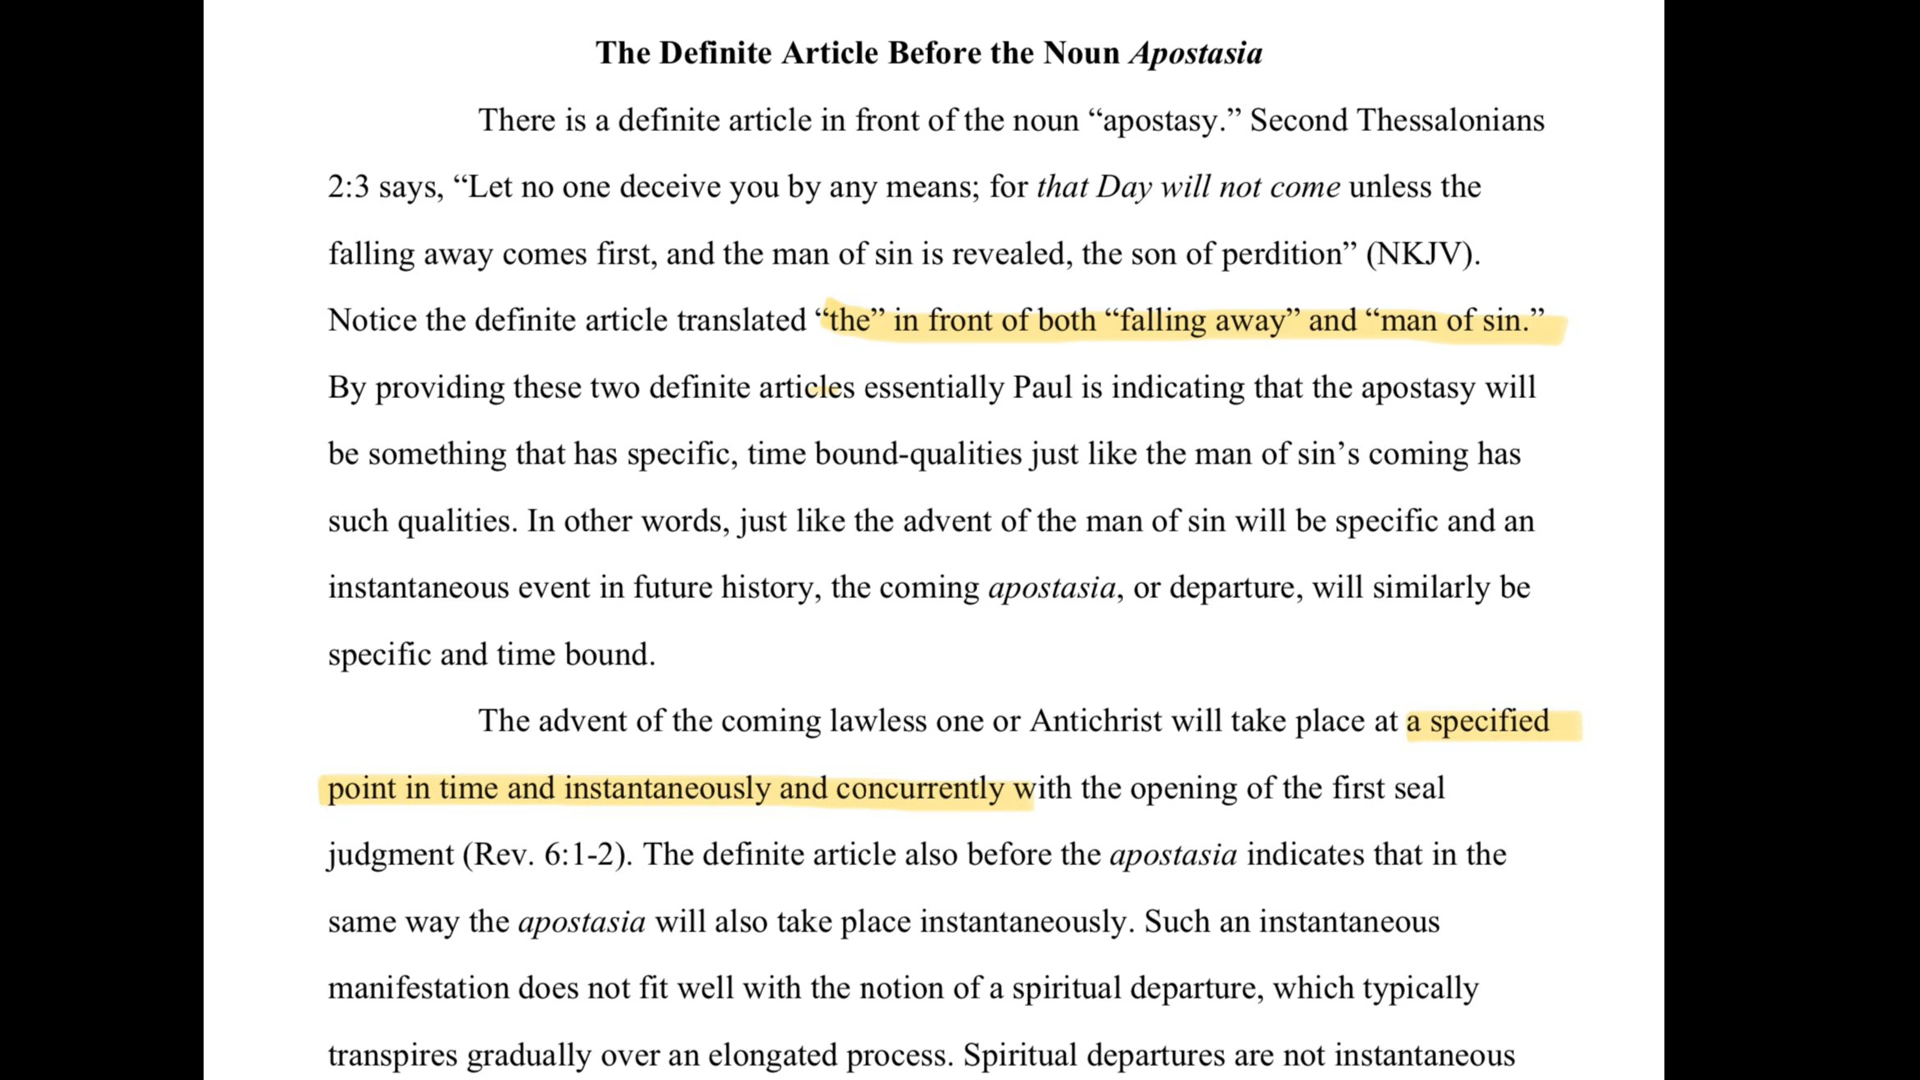 The Definite Article Before the Noun Apostasia
There is a definite article in front of the noun “apostasy.” Second Thessalonians
2:3 says, “Let no one deceive you by any means; for that Day will not come unless the
falling away comes first, and the man of sin is revealed, the son of perdition” (NKJV).
Notice the definite article translated “the” in front of both “falling away” and “man of sin.”
By providing these two definite articles essentially Paul is indicating that the apostasy will
be something that has specific, time bound-qualities just like the man of sin’s coming has
such qualities. In other words, just like the advent of the man of sin will be specific and an
instantaneous event in future history, the coming apostasia, or departure, will similarly be
specific and time bound.
The advent of the coming lawless one or Antichrist will take place at a specified
point in time and instantaneously and concurrently with the opening of the first seal
judgment (Rev. 6:1-2). The definite article also before the apostasia indicates that in the
same way the apostasia will also take place instantaneously. Such an instantaneous
manifestation does not fit well with the notion of a spiritual departure, which typically
transpires gradually over an elongated process. Spiritual departures are not instantaneous